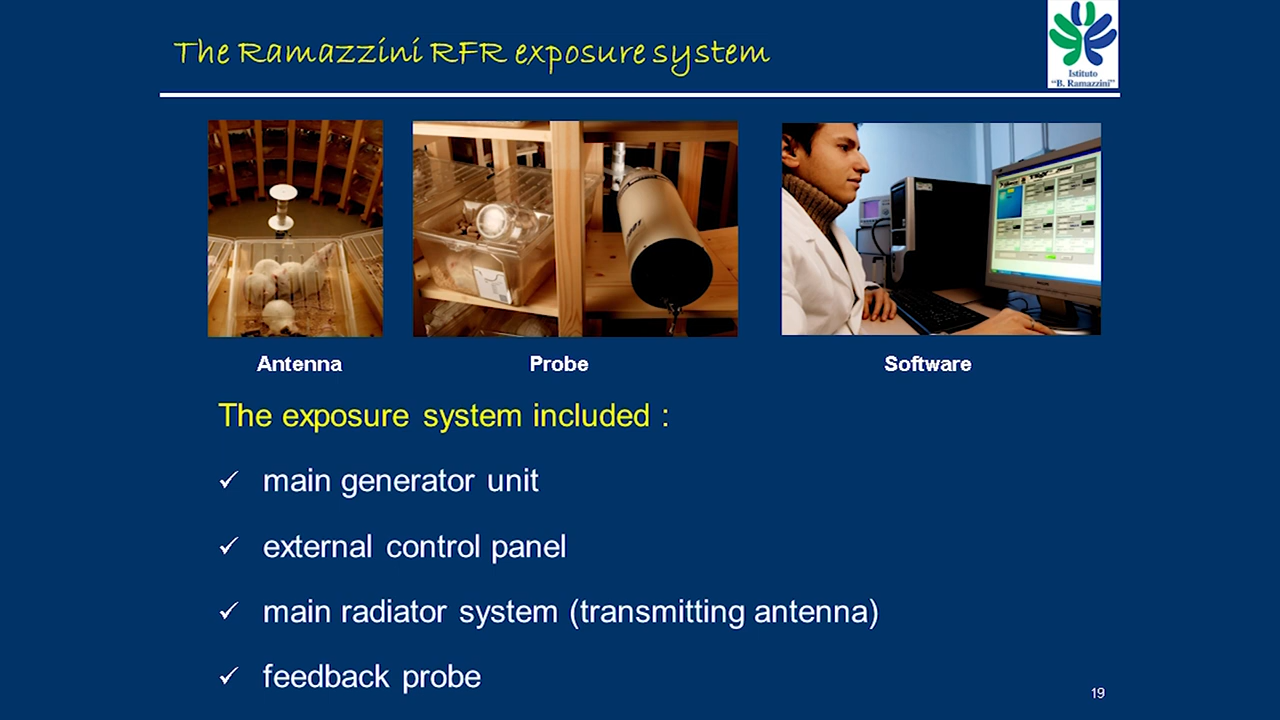 The Ramazzini RFR exposure system
Istituto
"B. Ramazzini"
Antenna
Probe
Software
The exposure system included :
✓ main generator unit
✓ external control panel
✓ main radiator system (transmitting antenna)
✓ feedback probe
19